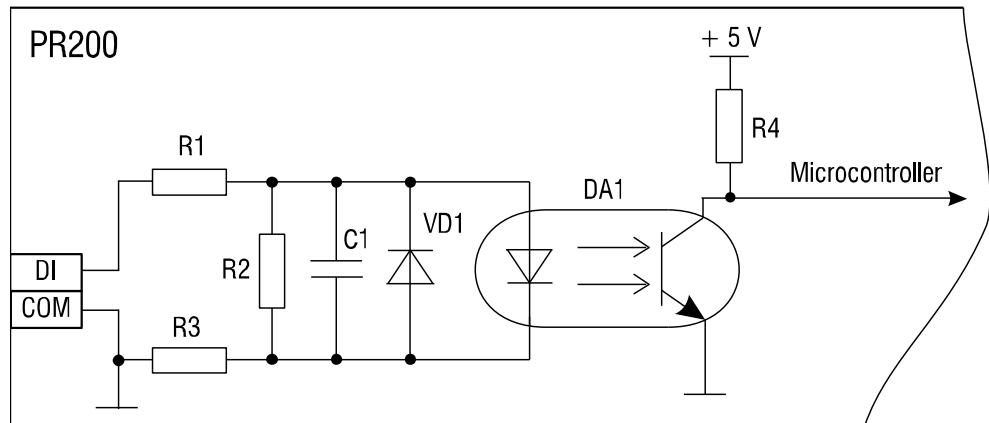 PR200
+ 5 V
R4
R1
Microcontroller
DA1
VD1
C1
R2
DI
COM
R3